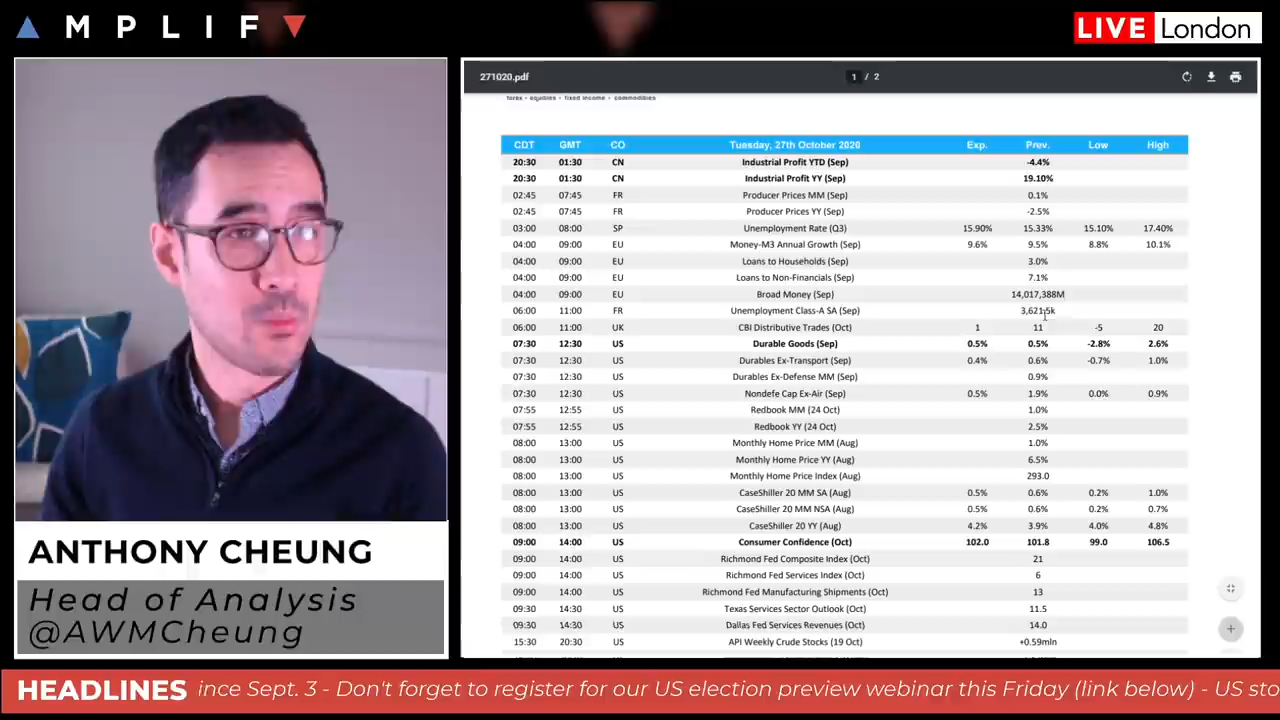 AMPLIFY
LIVE London
271020.pdf
1 / 2
forex • equities • fixed income • commodities
CDT GMT CO Tuesday, 27th October 2020 Exp. Prev. Low High
20:30 01:30 CN Industrial Profit YTD (Sep) -4.4%
20:30 01:30 CN Industrial Profit YY (Sep) 19.10%
02:45 07:45 FR Producer Prices MM (Sep) 0.1%
02:45 07:45 FR Producer Prices YY (Sep) -2.5%
03:00 08:00 SP Unemployment Rate (Q3) 15.90% 15.33% 15.10% 17.40%
04:00 09:00 EU Money-M3 Annual Growth (Sep) 9.6% 9.5% 8.8% 10.1%
04:00 09:00 EU Loans to Households (Sep) 3.0%
04:00 09:00 EU Loans to Non-Financials (Sep) 7.1%
04:00 09:00 EU Broad Money (Sep) 14,017,388M
06:00 11:00 FR Unemployment Class-A SA (Sep) 3,621.5k
06:00 11:00 UK CBI Distributive Trades (Oct) 1 11 -5 20
07:30 12:30 US Durable Goods (Sep) 0.5% 0.5% -2.8% 2.6%
07:30 12:30 US Durables Ex-Transport (Sep) 0.4% 0.6% -0.7% 1.0%
07:30 12:30 US Durables Ex-Defense MM (Sep) 0.9%
07:30 12:30 US Nondefe Cap Ex-Air (Sep) 0.5% 1.9% 0.0% 0.9%
07:55 12:55 US Redbook MM (24 Oct) 1.0%
07:55 12:55 US Redbook YY (24 Oct) 2.5%
08:00 13:00 US Monthly Home Price MM (Aug) 1.0%
08:00 13:00 US Monthly Home Price YY (Aug) 6.5%
08:00 13:00 US Monthly Home Price Index (Aug) 293.0
08:00 13:00 US CaseShiller 20 MM SA (Aug) 0.5% 0.6% 0.2% 1.0%
08:00 13:00 US CaseShiller 20 MM NSA (Aug) 0.5% 0.6% 0.2% 0.7%
08:00 13:00 US CaseShiller 20 YY (Aug) 4.2% 3.9% 4.0% 4.8%
09:00 14:00 US Consumer Confidence (Oct) 102.0 101.8 99.0 106.5
09:00 14:00 US Richmond Fed Composite Index (Oct) 21
09:00 14:00 US Richmond Fed Services Index (Oct) 6
09:00 14:00 US Richmond Fed Manufacturing Shipments (Oct) 13
09:30 14:30 US Texas Services Sector Outlook (Oct) 11.5
09:30 14:30 US Dallas Fed Services Revenues (Oct) 14.0
15:30 20:30 US API Weekly Crude Stocks (19 Oct) +0.59mln
ANTHONY CHEUNG
Head of Analysis
@AWMCheung
HEADLINES ince Sept. 3 - Don't forget to register for our US election preview webinar this Friday (link below) - US sto